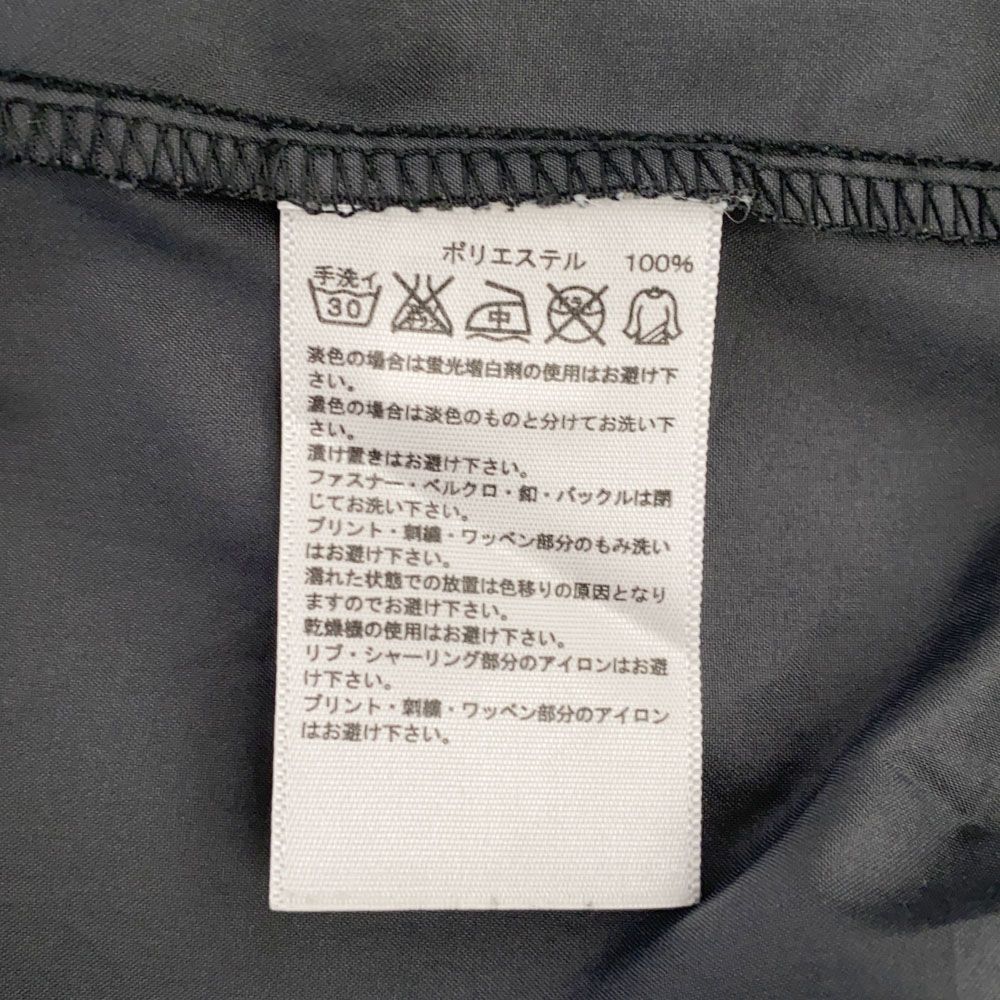 ポリエステル 100%
手洗イ
30
エンソサラシ
中
ドライ
淡色の場合は蛍光増白剤の使用はお避け下
さい。
濃色の場合は淡色のものと分けてお洗い下
さい。
漬け置きはお避け下さい。
ファスナー・ベルクロ・釦・バックルは閉
じてお洗い下さい。
プリント・刺繍・ワッペン部分のもみ洗い
はお避け下さい。
濡れた状態での放置は色移りの原因となり
ますのでお避け下さい。
乾燥機の使用はお避け下さい。
リブ・シャーリング部分のアイロンはお避
け下さい。
プリント・刺繍・ワッペン部分のアイロン
はお避け下さい。